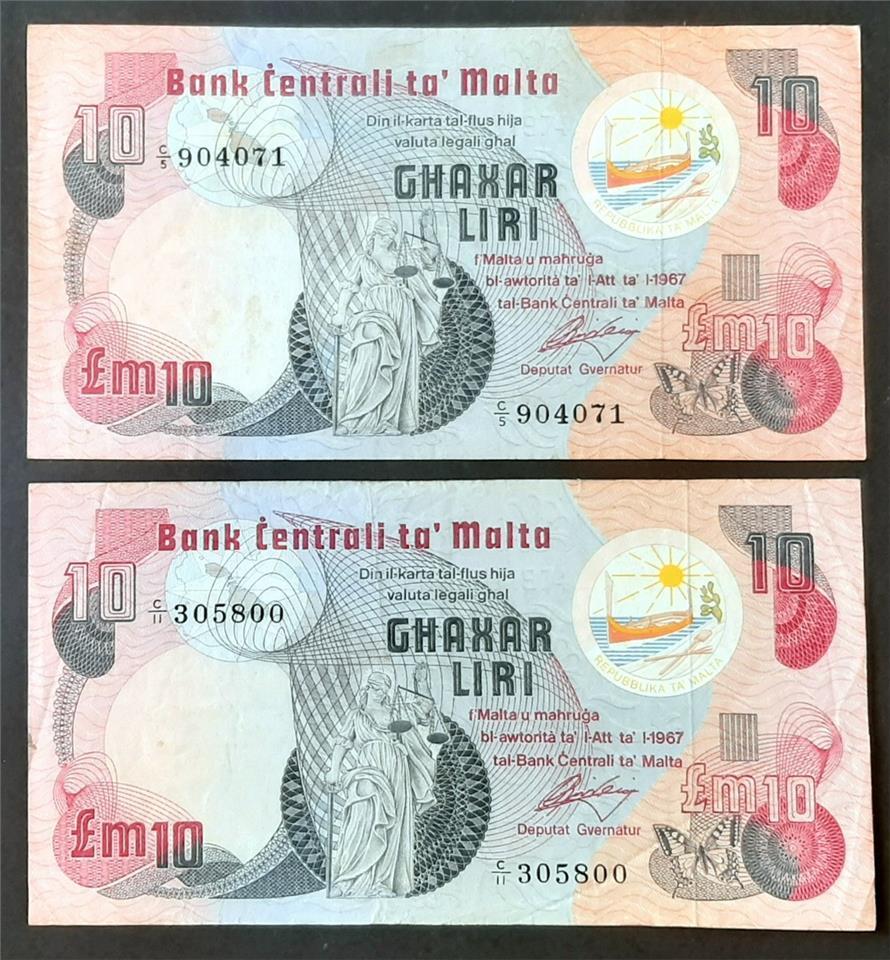 Bank Ċentrali ta' Malta
10
10
C/5 904071
Din il-karta tal-flus hija
valuta legali għal
GĦAXAR
LIRI
REPUBBLIKA TA' MALTA
f'Malta u maħruġa
bl-awtorità ta' l-Att ta' l-1967
tal-Bank Ċentrali ta' Malta
£m10
£m10
Deputat Gvernatur
C/5 904071
Bank Ċentrali ta' Malta
10
10
C/11 305800
Din il-karta tal-flus hija
valuta legali għal
GĦAXAR
LIRI
REPUBBLIKA TA' MALTA
f'Malta u maħruġa
bl-awtorità ta' l-Att ta' l-1967
tal-Bank Ċentrali ta' Malta
£m10
£m10
Deputat Gvernatur
C/11 305800